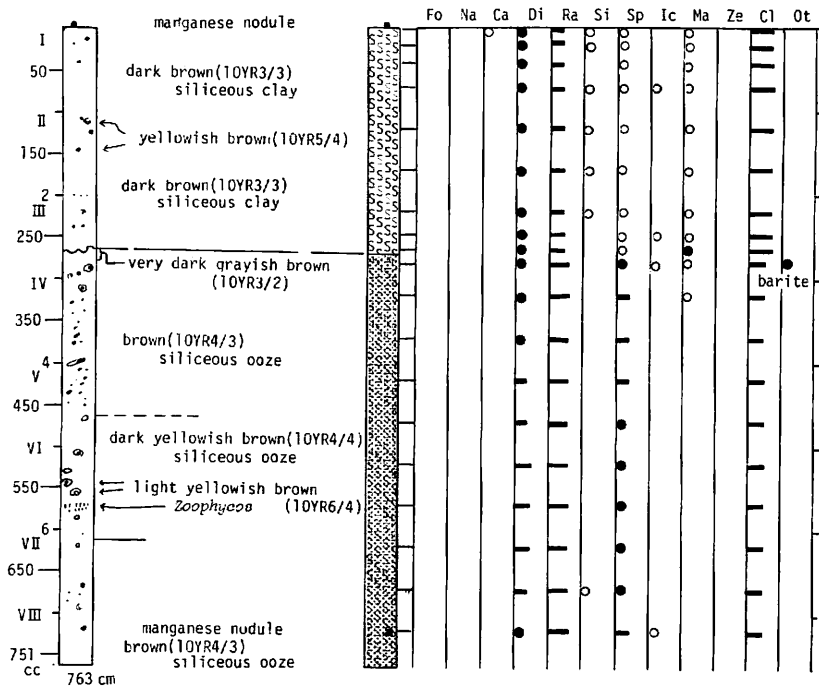 manganese nodule
Fo Na Ca Di Ra Si Sp Ic Ma Ze Cl Ot
I
50
dark brown(10YR3/3)
siliceous clay
II
yellowish brown(10YR5/4)
150
dark brown(10YR3/3)
siliceous clay
2
III
250
very dark grayish brown
(10YR3/2)
IV
barite
350
brown(10YR4/3)
siliceous ooze
4
V
450
dark yellowish brown(10YR4/4)
siliceous ooze
VI
550
light yellowish brown
Zoophycos (10YR6/4)
6
VII
650
VIII
manganese nodule
brown(10YR4/3)
siliceous ooze
751
cc
763 cm